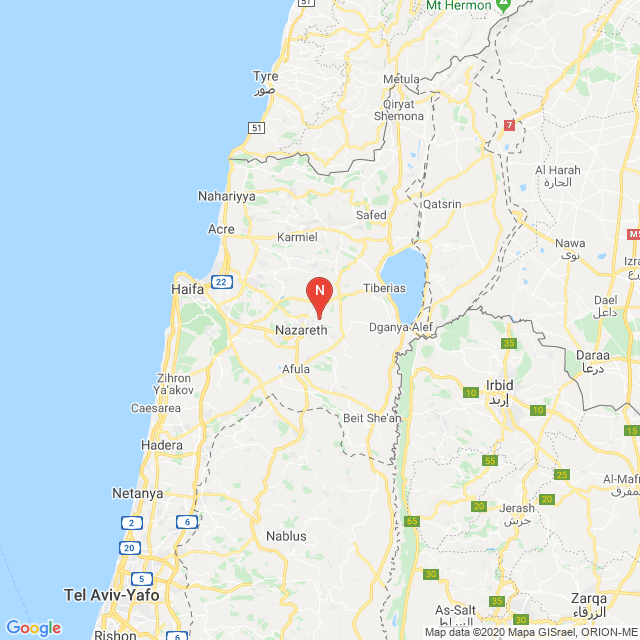 51
Mt Hermon
Tyre
صور
Metula
Qiryat
Shemona
51
7
Al Harah
الحارة
Nahariyya
Safed
Qatsrin
Acre
Karmiel
M5
Nawa
نوى
Izra
Haifa
22
Tiberias
N
Dael
داعل
Nazareth
Dganya Alef
35
Daraa
درعا
Afula
Zihron
Ya'akov
10
Irbid
إربد
Caesarea
10
Beit She'an
Hadera
55
25
Al-Mafr
المفرق
Netanya
20
20
Jerash
جرش
2
6
65
35
Nablus
20
5
30
Tel Aviv-Yafo
30
Zarqa
الزرقاء
As-Salt
السلط
30
Rishon
6
Google
Map data ©2020 Mapa GISrael, ORION-ME